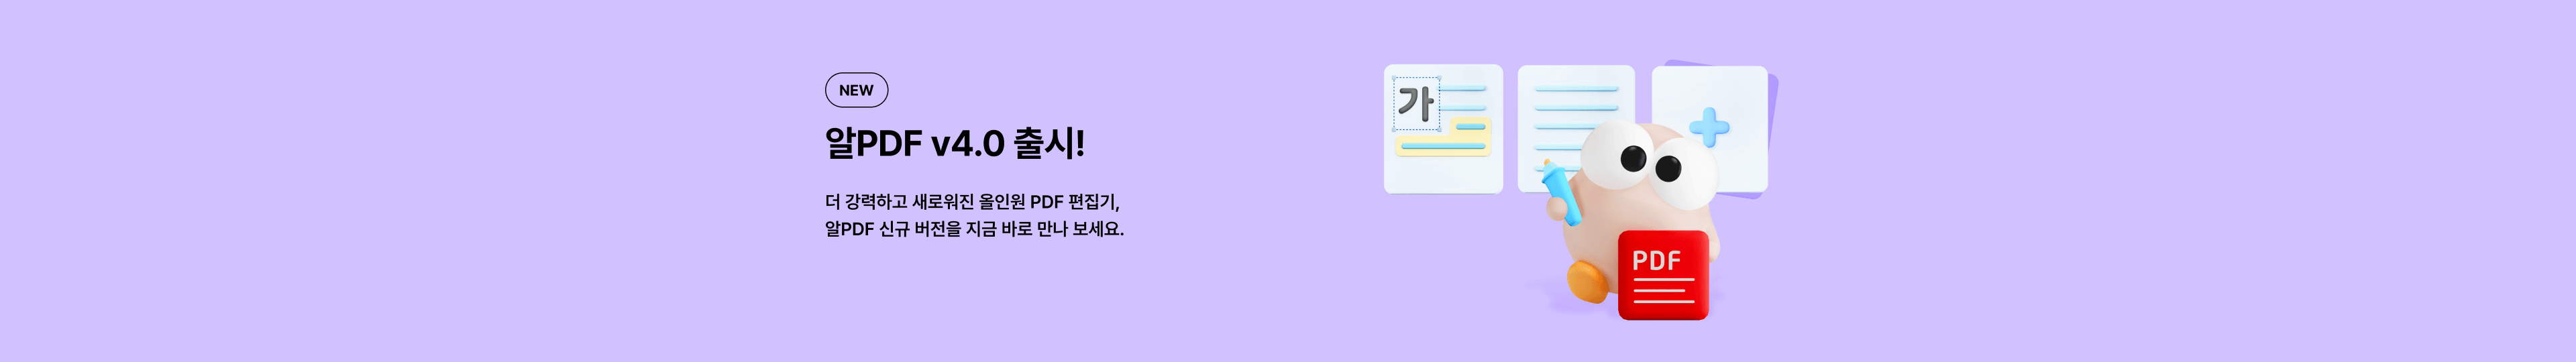 NEW
알PDF v4.0 출시!
더 강력하고 새로워진 올인원 PDF 편집기,
알PDF 신규 버전을 지금 바로 만나 보세요.
가
PDF